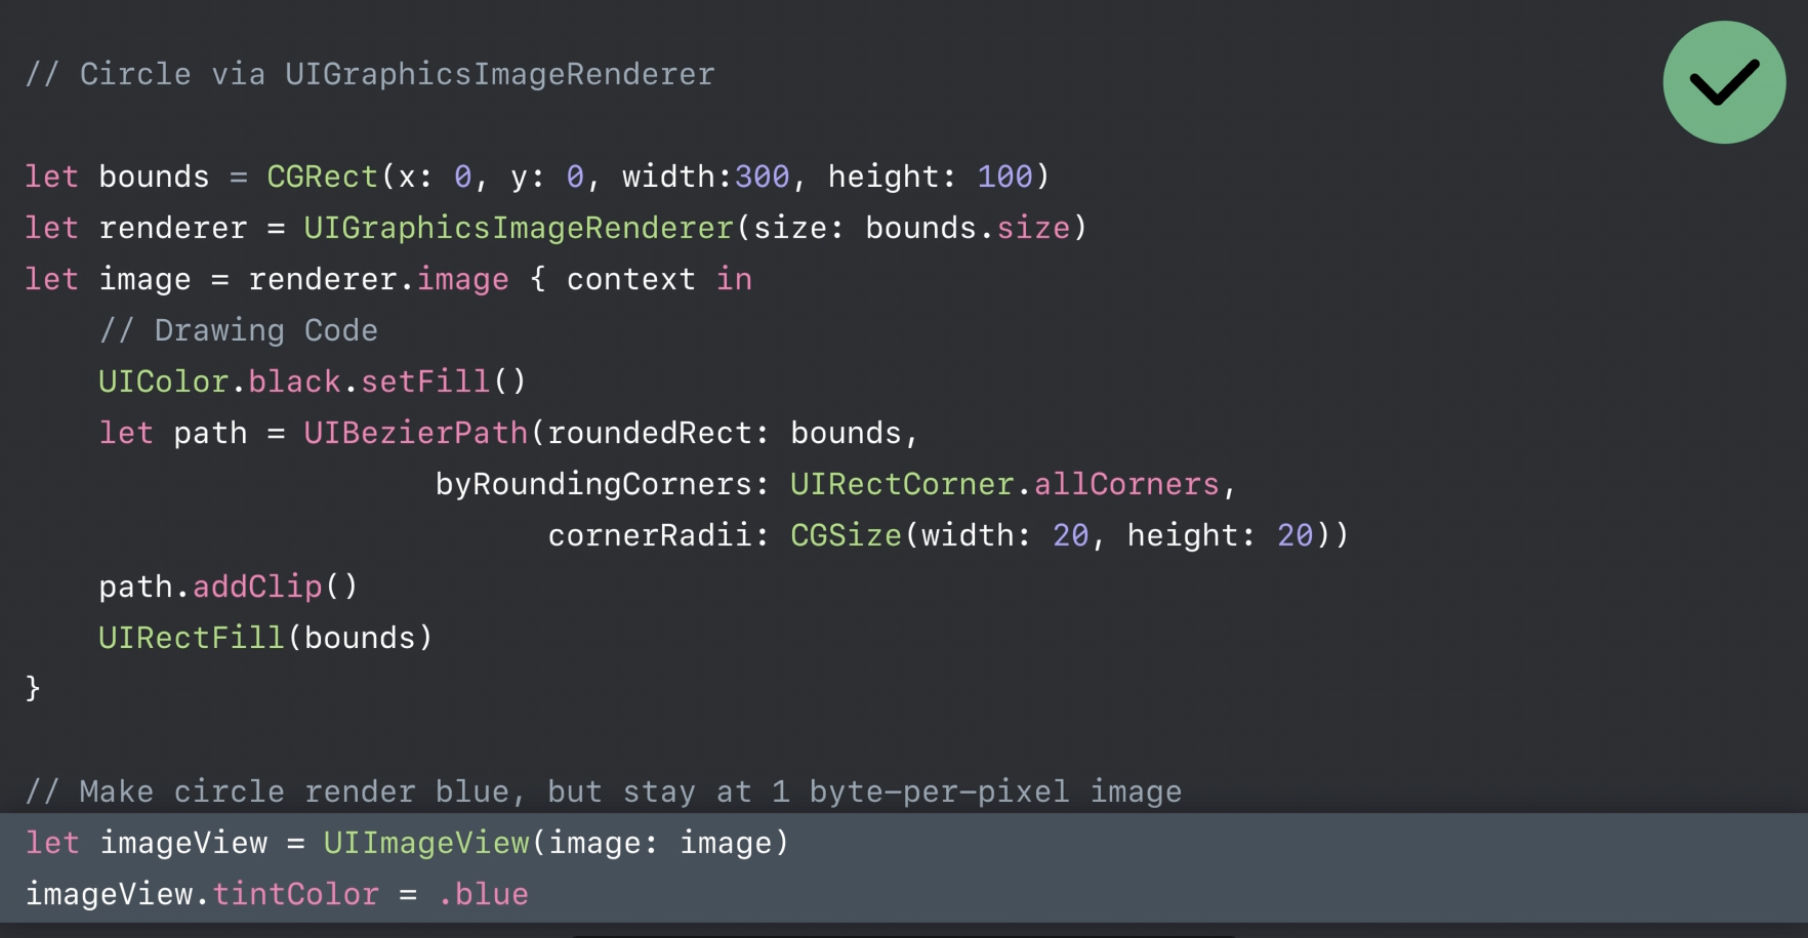 // Circle via UIGraphicsImageRenderer
let bounds = CGRect(x: 0, y: 0, width:300, height: 100)
let renderer = UIGraphicsImageRenderer(size: bounds.size)
let image = renderer.image { context in
// Drawing Code
UIColor.black.setFill()
let path = UIBezierPath(roundedRect: bounds,
byRoundingCorners: UIRectCorner.allCorners,
cornerRadii: CGSize(width: 20, height: 20))
path.addClip()
UIRectFill(bounds)
}
// Make circle render blue, but stay at 1 byte-per-pixel image
let imageView = UIImageView(image: image)
imageView.tintColor = .blue